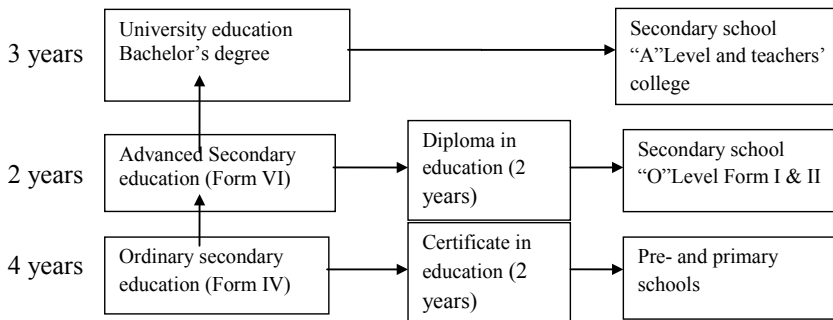 3 years
University education
Bachelor's degree
Secondary school
"A"Level and teachers'
college
2 years
Advanced Secondary
education (Form VI)
Diploma in
education (2
years)
Secondary school
"O"Level Form I & II
4 years
Ordinary secondary
education (Form IV)
Certificate in
education (2
years)
Pre- and primary
schools